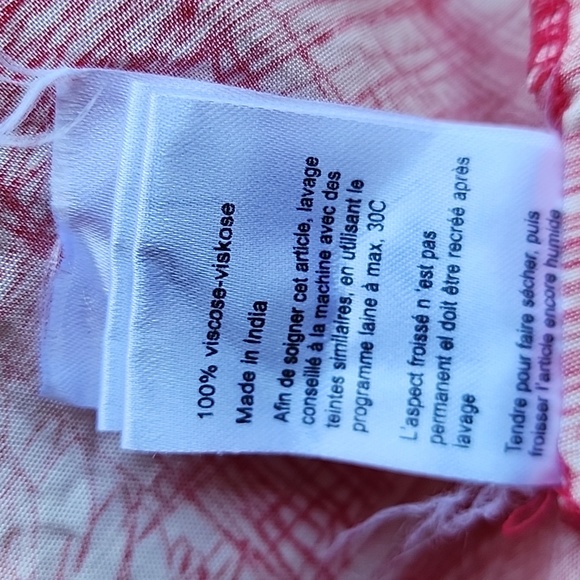 100% viscose-viskose
Made in India
Afin de soigner cet article, lavage
conseillé à la machine avec des
teintes similaires, en utilisant le
programme laine à max, 30C
L'aspect froissé n 'est pas
permanent el doit être recréé après
lavage
Tendre pour faire sécher, puis
froisser l'article encore humide